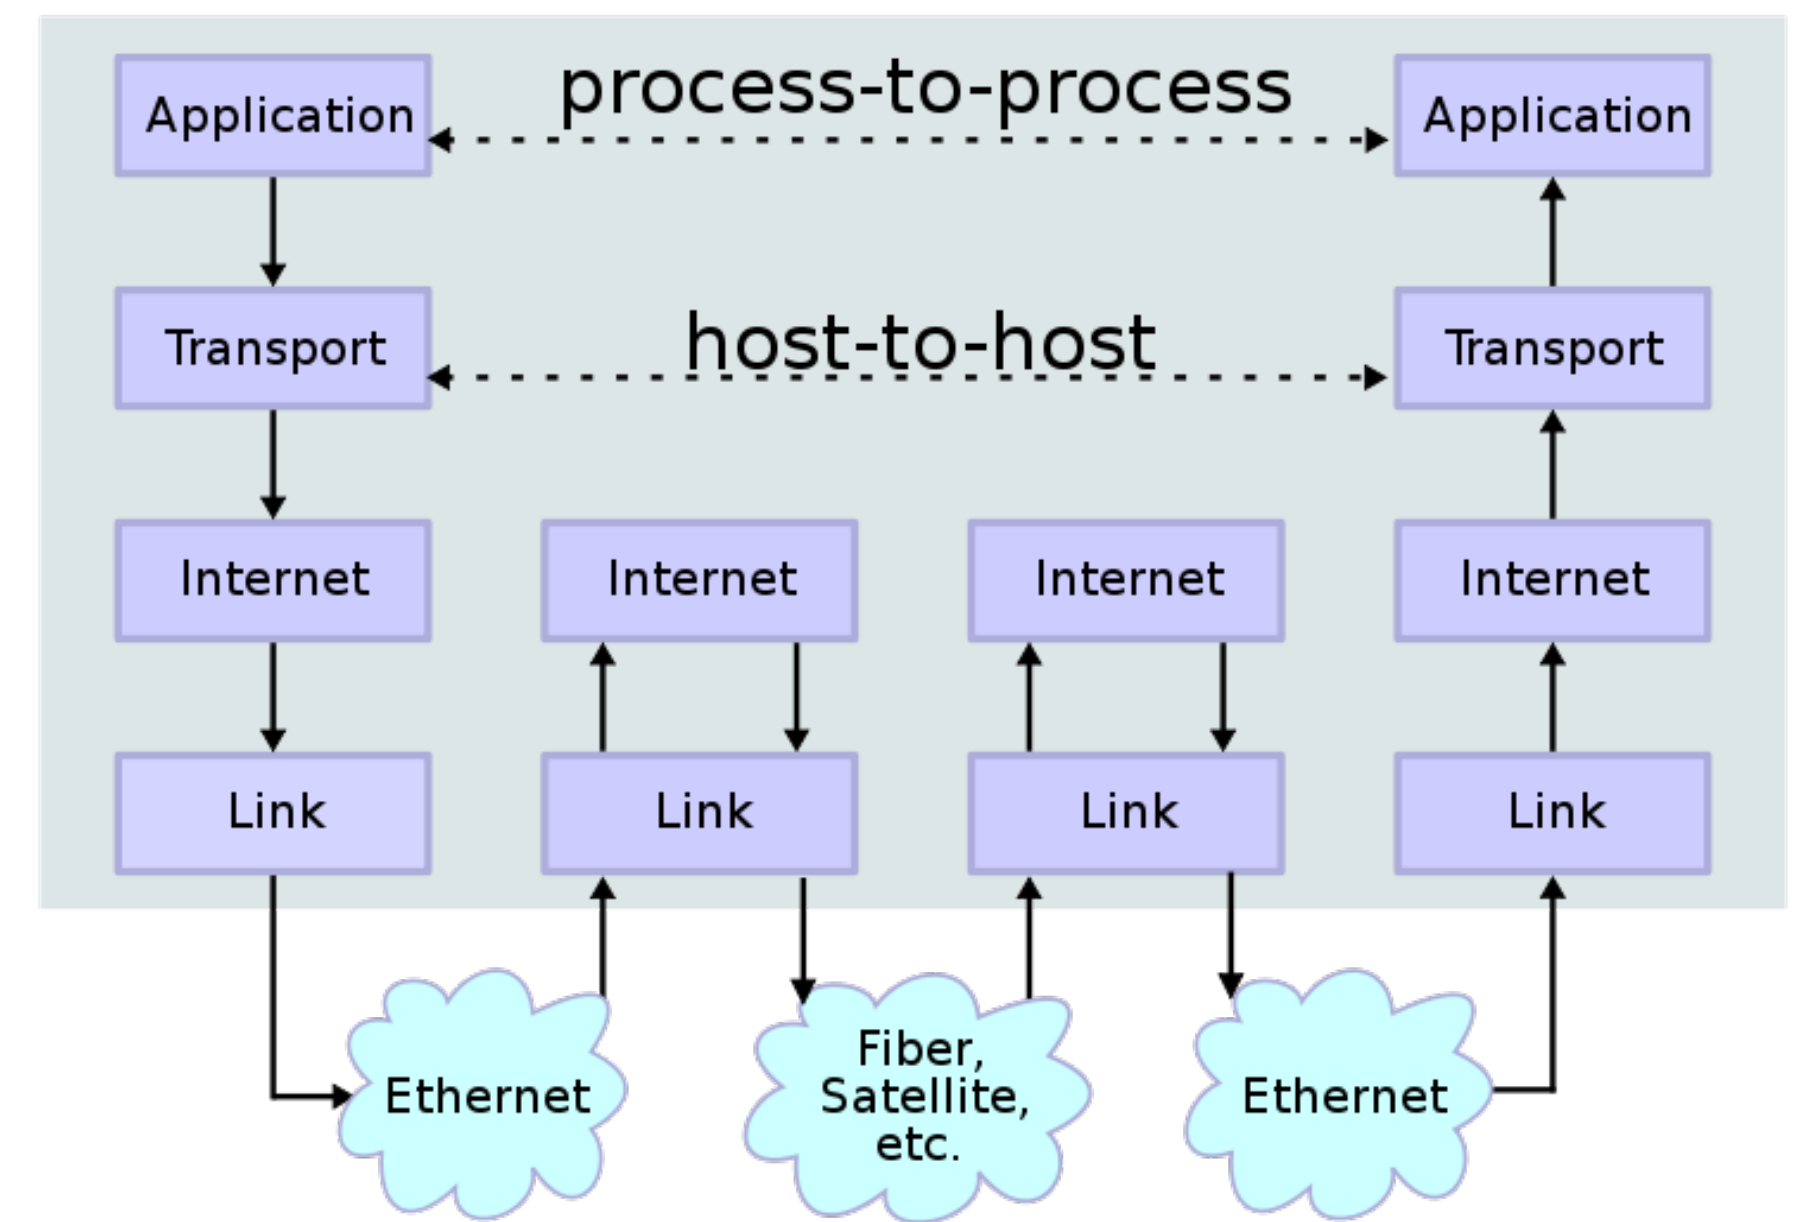 process-to-process
Application
Application
host-to-host
Transport
Transport
Internet
Internet
Internet
Internet
Link
Link
Link
Link
Ethernet
Fiber,
Satellite,
etc.
Ethernet